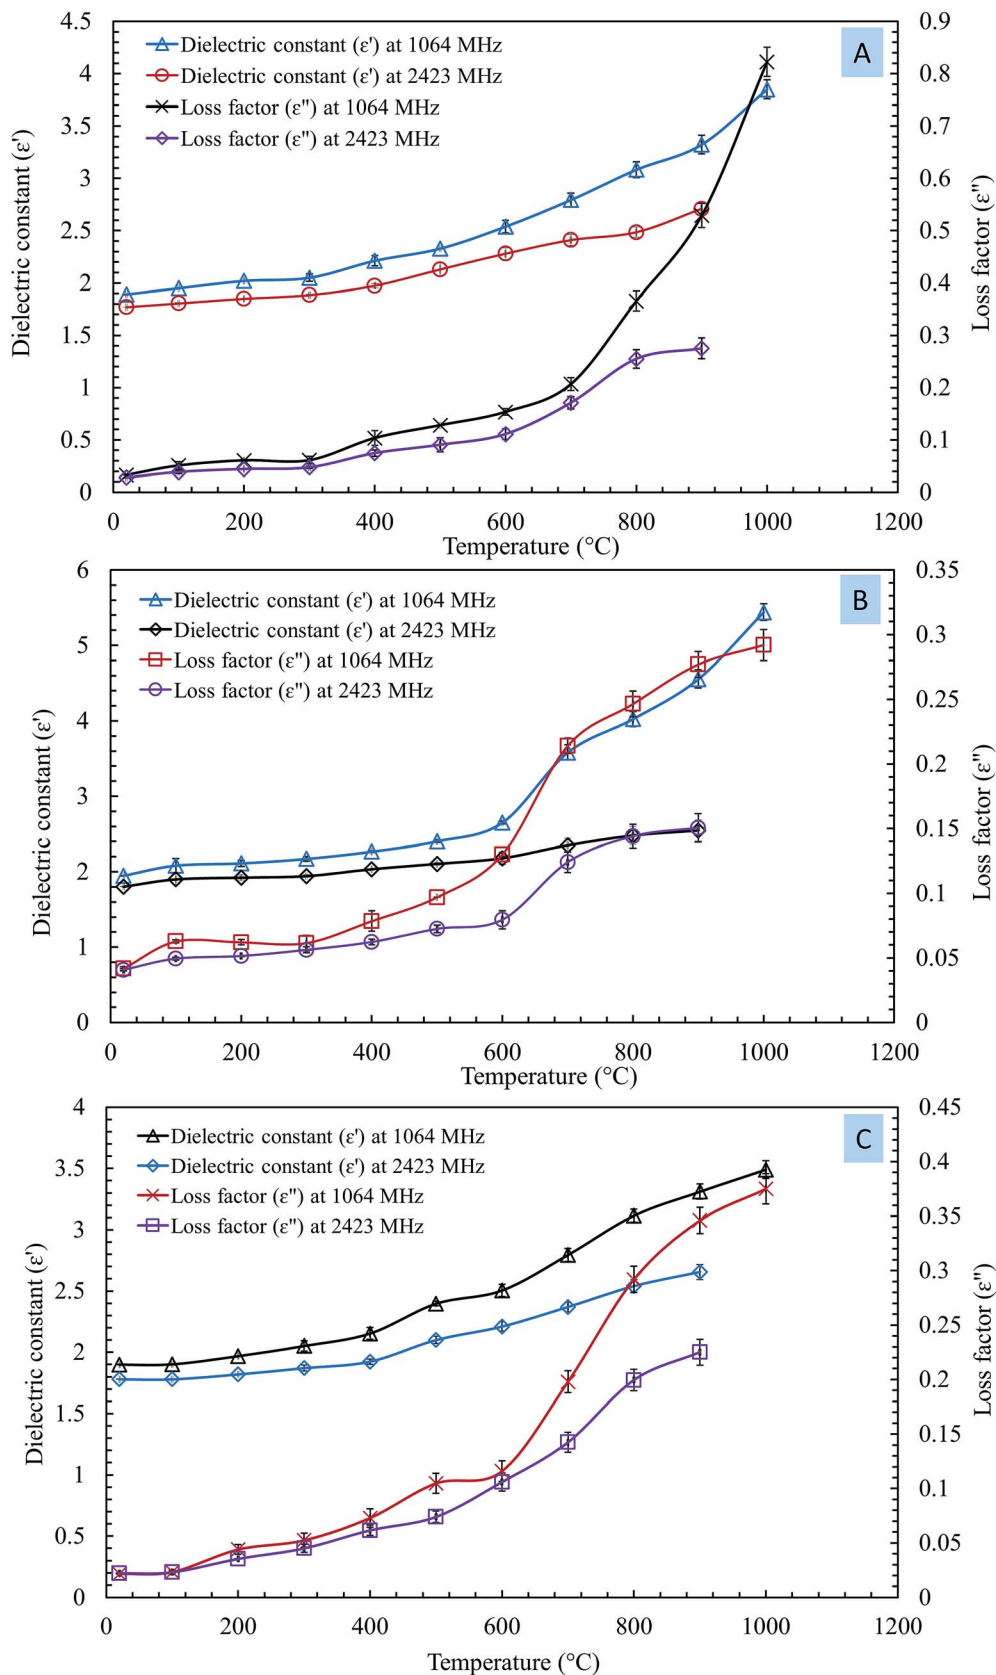 A
Dielectric constant (ε') at 1064 MHz
Dielectric constant (ε') at 2423 MHz
Loss factor (ε") at 1064 MHz
Loss factor (ε") at 2423 MHz
Dielectric constant (ε')
4.5
4
3.5
3
2.5
2
1.5
1
0.5
0
Loss factor (ε")
0.9
0.8
0.7
0.6
0.5
0.4
0.3
0.2
0.1
0
0 200 400 600 800 1000 1200
Temperature (°C)
B
Dielectric constant (ε') at 1064 MHz
Dielectric constant (ε') at 2423 MHz
Loss factor (ε") at 1064 MHz
Loss factor (ε") at 2423 MHz
Dielectric constant (ε')
6
5
4
3
2
1
0
Loss factor (ε")
0.35
0.3
0.25
0.2
0.15
0.1
0.05
0
0 200 400 600 800 1000 1200
Temperature (°C)
C
Dielectric constant (ε') at 1064 MHz
Dielectric constant (ε') at 2423 MHz
Loss factor (ε") at 1064 MHz
Loss factor (ε") at 2423 MHz
Dielectric constant (ε')
4
3.5
3
2.5
2
1.5
1
0.5
0
Loss factor (ε")
0.45
0.4
0.35
0.3
0.25
0.2
0.15
0.1
0.05
0
0 200 400 600 800 1000 1200
Temperature (°C)